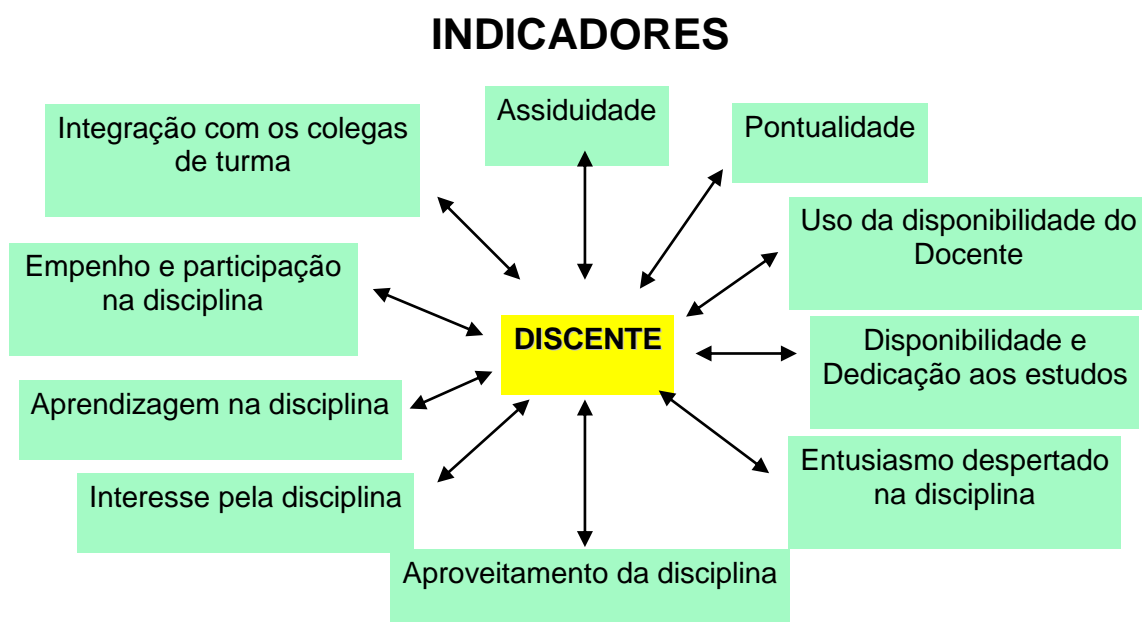 INDICADORES
Assiduidade
Pontualidade
Integração com os colegas
de turma
Uso da disponibilidade do
Docente
Empenho e participação
na disciplina
DISCENTE
Disponibilidade e
Dedicação aos estudos
Aprendizagem na disciplina
Entusiasmo despertado
na disciplina
Interesse pela disciplina
Aproveitamento da disciplina